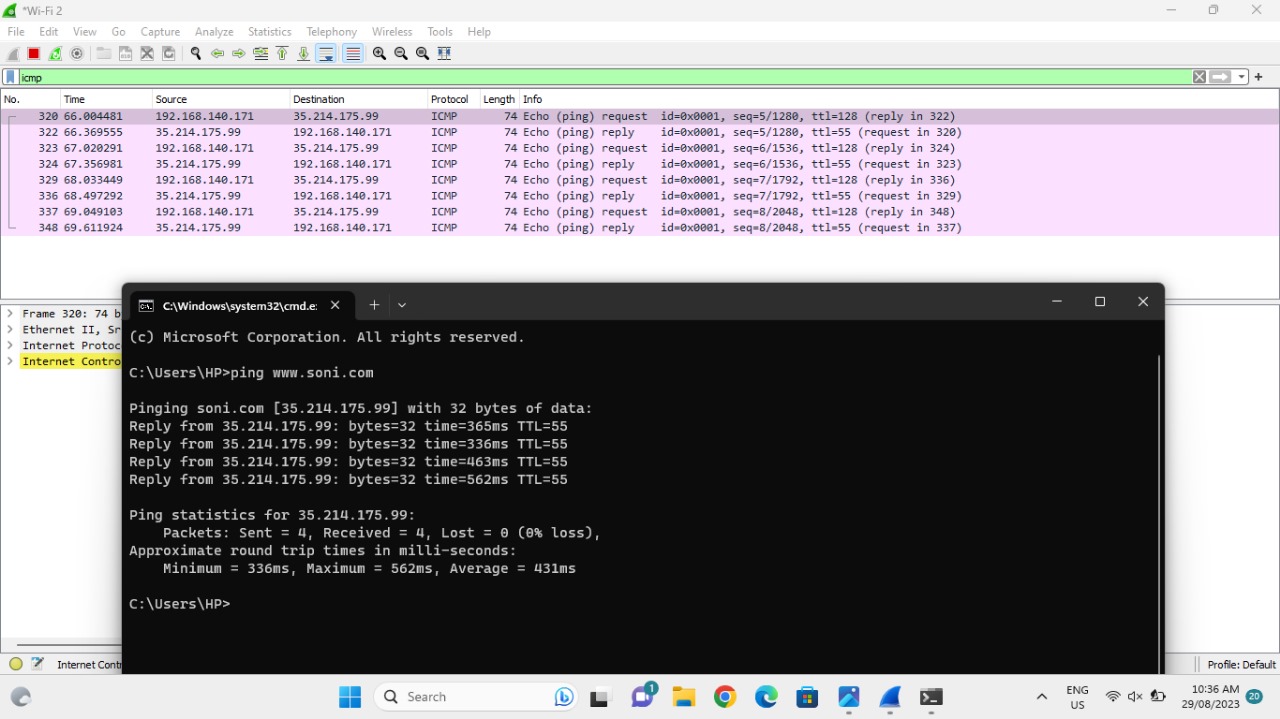 *Wi-Fi 2
File Edit View Go Capture Analyze Statistics Telephony Wireless Tools Help
icmp
No. Time Source Destination Protocol Length Info
320 66.004481 192.168.140.171 35.214.175.99 ICMP 74 Echo (ping) request id=0x0001, seq=5/1280, ttl=128 (reply in 322)
322 66.369555 35.214.175.99 192.168.140.171 ICMP 74 Echo (ping) reply id=0x0001, seq=5/1280, ttl=55 (request in 320)
323 67.020291 192.168.140.171 35.214.175.99 ICMP 74 Echo (ping) request id=0x0001, seq=6/1536, ttl=128 (reply in 324)
324 67.356981 35.214.175.99 192.168.140.171 ICMP 74 Echo (ping) reply id=0x0001, seq=6/1536, ttl=55 (request in 323)
329 68.033449 192.168.140.171 35.214.175.99 ICMP 74 Echo (ping) request id=0x0001, seq=7/1792, ttl=128 (reply in 336)
336 68.497292 35.214.175.99 192.168.140.171 ICMP 74 Echo (ping) reply id=0x0001, seq=7/1792, ttl=55 (request in 329)
337 69.049103 192.168.140.171 35.214.175.99 ICMP 74 Echo (ping) request id=0x0001, seq=8/2048, ttl=128 (reply in 348)
348 69.611924 35.214.175.99 192.168.140.171 ICMP 74 Echo (ping) reply id=0x0001, seq=8/2048, ttl=55 (request in 337)
C:\Windows\system32\cmd.e:
Frame 320: 74 b
Ethernet II, Sr
Internet Protoc
Internet Contro
(c) Microsoft Corporation. All rights reserved.
C:\Users\HP>ping www.soni.com
Pinging soni.com [35.214.175.99] with 32 bytes of data:
Reply from 35.214.175.99: bytes=32 time=365ms TTL=55
Reply from 35.214.175.99: bytes=32 time=336ms TTL=55
Reply from 35.214.175.99: bytes=32 time=463ms TTL=55
Reply from 35.214.175.99: bytes=32 time=562ms TTL=55
Ping statistics for 35.214.175.99:
Packets: Sent = 4, Received = 4, Lost = 0 (0% loss),
Approximate round trip times in milli-seconds:
Minimum = 336ms, Maximum = 562ms, Average = 431ms
C:\Users\HP>
Internet Cont
Profile: Default
Search
1
ENG
US
10:36 AM
29/08/2023
20